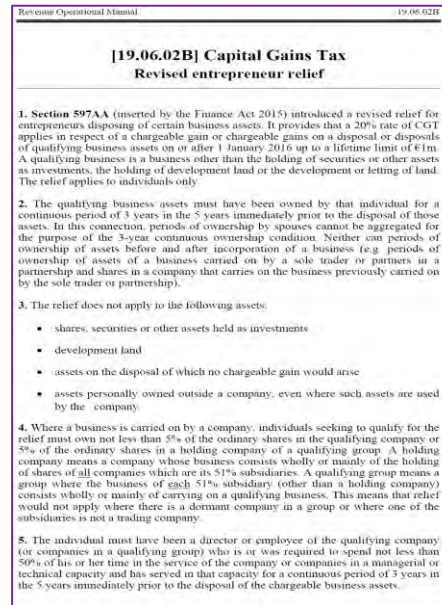 Revenue Operational Manual 19.06.02B
[19.06.02B] Capital Gains Tax
Revised entrepreneur relief
1. Section 597AA (inserted by the Finance Act 2015) introduced a revised relief for
entrepreneurs disposing of certain business assets. It provides that a 20% rate of CGT
applies in respect of a chargeable gain or chargeable gains on a disposal or disposals
of qualifying business assets on or after 1 January 2016 up to a lifetime limit of €1m.
A qualifying business is a business other than the holding of securities or other assets
as investments, the holding of development land or the development or letting of land.
The relief applies to individuals only.
2. The qualifying business assets must have been owned by that individual for a
continuous period of 3 years in the 5 years immediately prior to the disposal of those
assets. In this connection, periods of ownership by spouses cannot be aggregated for
the purpose of the 3-year continuous ownership condition. Neither can periods of
ownership of assets before and after incorporation of a business (e.g. periods of
ownership of assets of a business carried on by a sole trader or partners in a
partnership and shares in a company that carries on the business previously carried on
by the sole trader or partnership).
3. The relief does not apply to the following assets:
• shares, securities or other assets held as investments
• development land
• assets on the disposal of which no chargeable gain would arise
• assets personally owned outside a company, even where such assets are used
by the company.
4. Where a business is carried on by a company, individuals seeking to qualify for the
relief must own not less than 5% of the ordinary shares in the qualifying company or
5% of the ordinary shares in a holding company of a qualifying group. A holding
company means a company whose business consists wholly or mainly of the holding
of shares of all companies which are its 51% subsidiaries. A qualifying group means a
group where the business of each 51% subsidiary (other than a holding company)
consists wholly or mainly of carrying on a qualifying business. This means that relief
would not apply where there is a dormant company in a group or where one of the
subsidiaries is not a trading company.
5. The individual must have been a director or employee of the qualifying company
(or companies in a qualifying group) who is or was required to spend not less than
50% of his or her time in the service of the company or companies in a managerial or
technical capacity and has served in that capacity for a continuous period of 3 years in
the 5 years immediately prior to the disposal of the chargeable business assets.